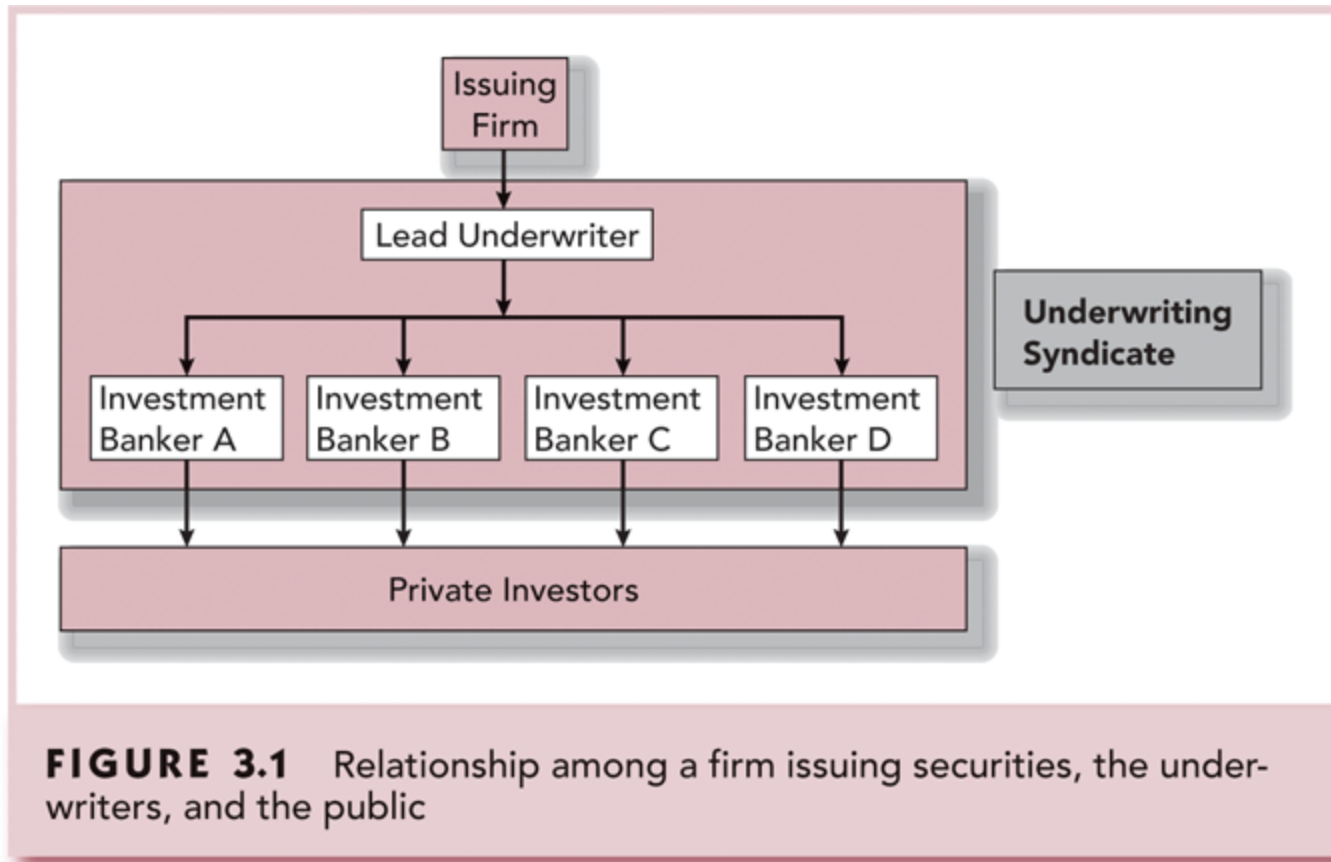 Issuing
Firm
Lead Underwriter
Underwriting
Syndicate
Investment
Banker A
Investment
Banker B
Investment
Banker C
Investment
Banker D
Private Investors
FIGURE 3.1 Relationship among a firm issuing securities, the under-
writers, and the public